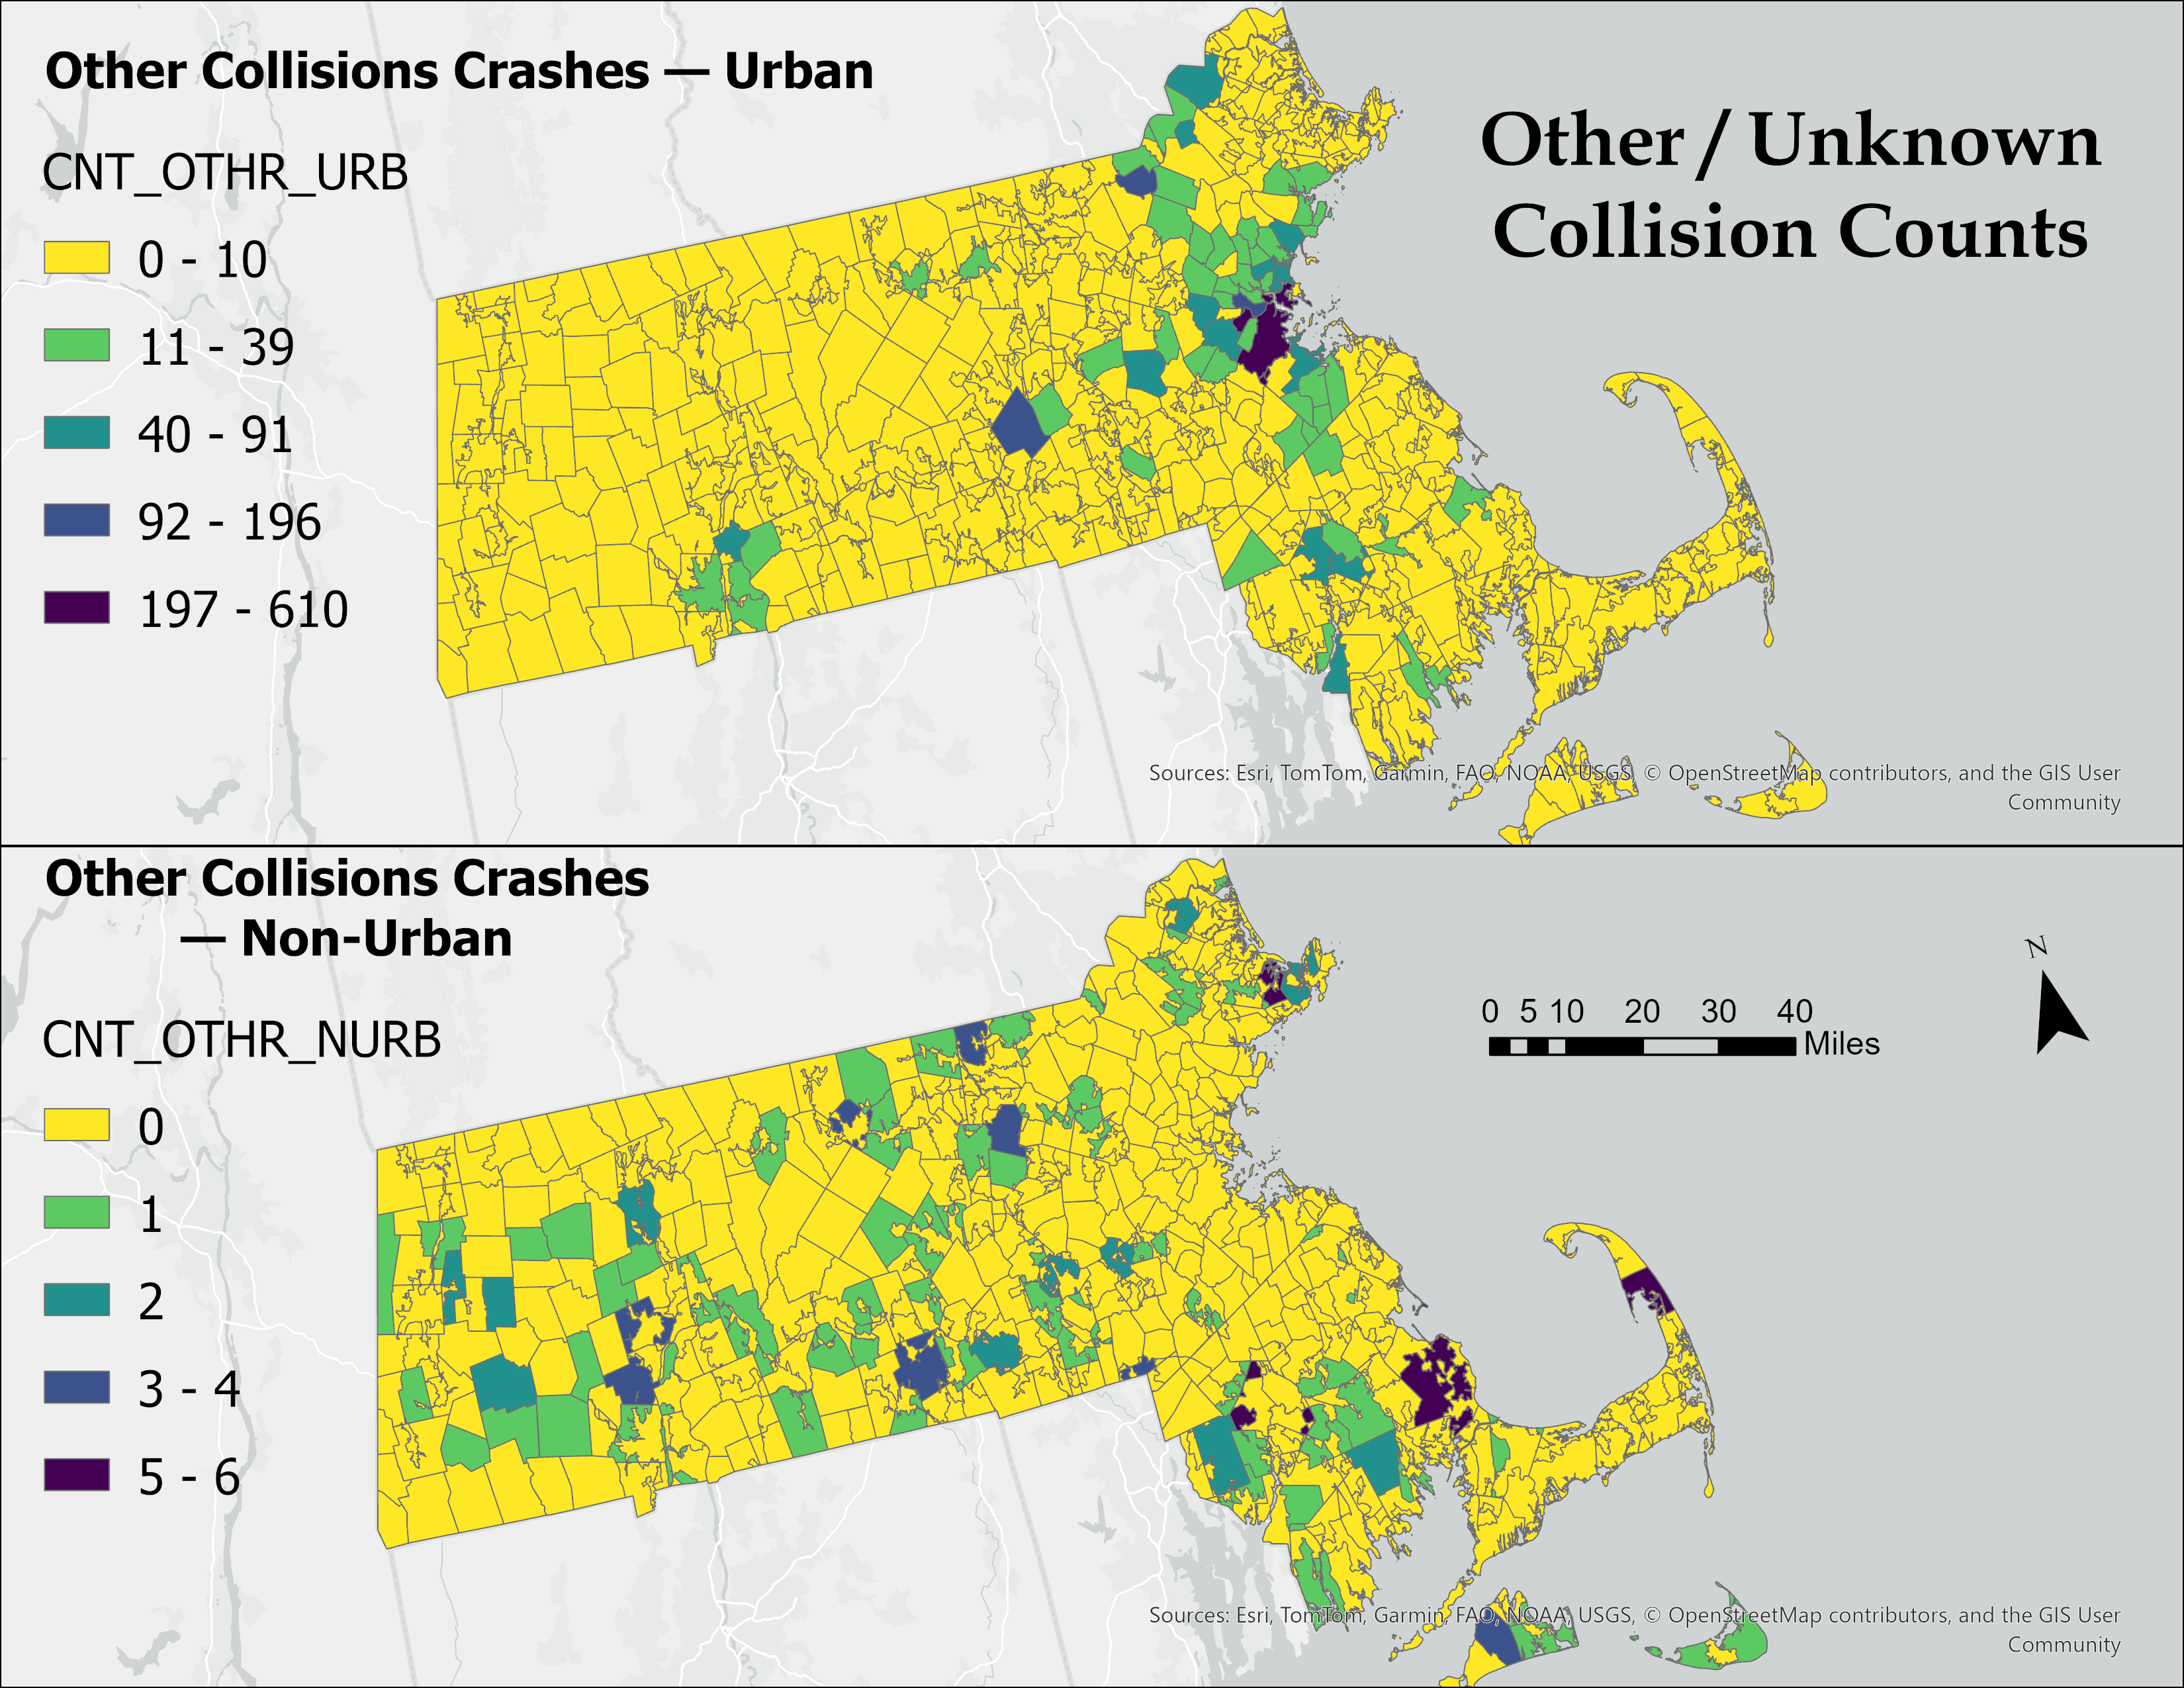 Other Collisions Crashes — Urban
CNT_OTHR_URB
0 - 10
11 - 39
40 - 91
92 - 196
197 - 610
Other / Unknown
Collision Counts
Sources: Esri, TomTom, Garmin, FAO, NOAA, USGS, © OpenStreetMap contributors, and the GIS User
Community
Other Collisions Crashes
— Non-Urban
CNT_OTHR_NURB
0
1
2
3 - 4
5 - 6
N
0 5 10 20 30 40
Miles
Sources: Esri, TomTom, Garmin, FAO, NOAA, USGS, © OpenStreetMap contributors, and the GIS User
Community